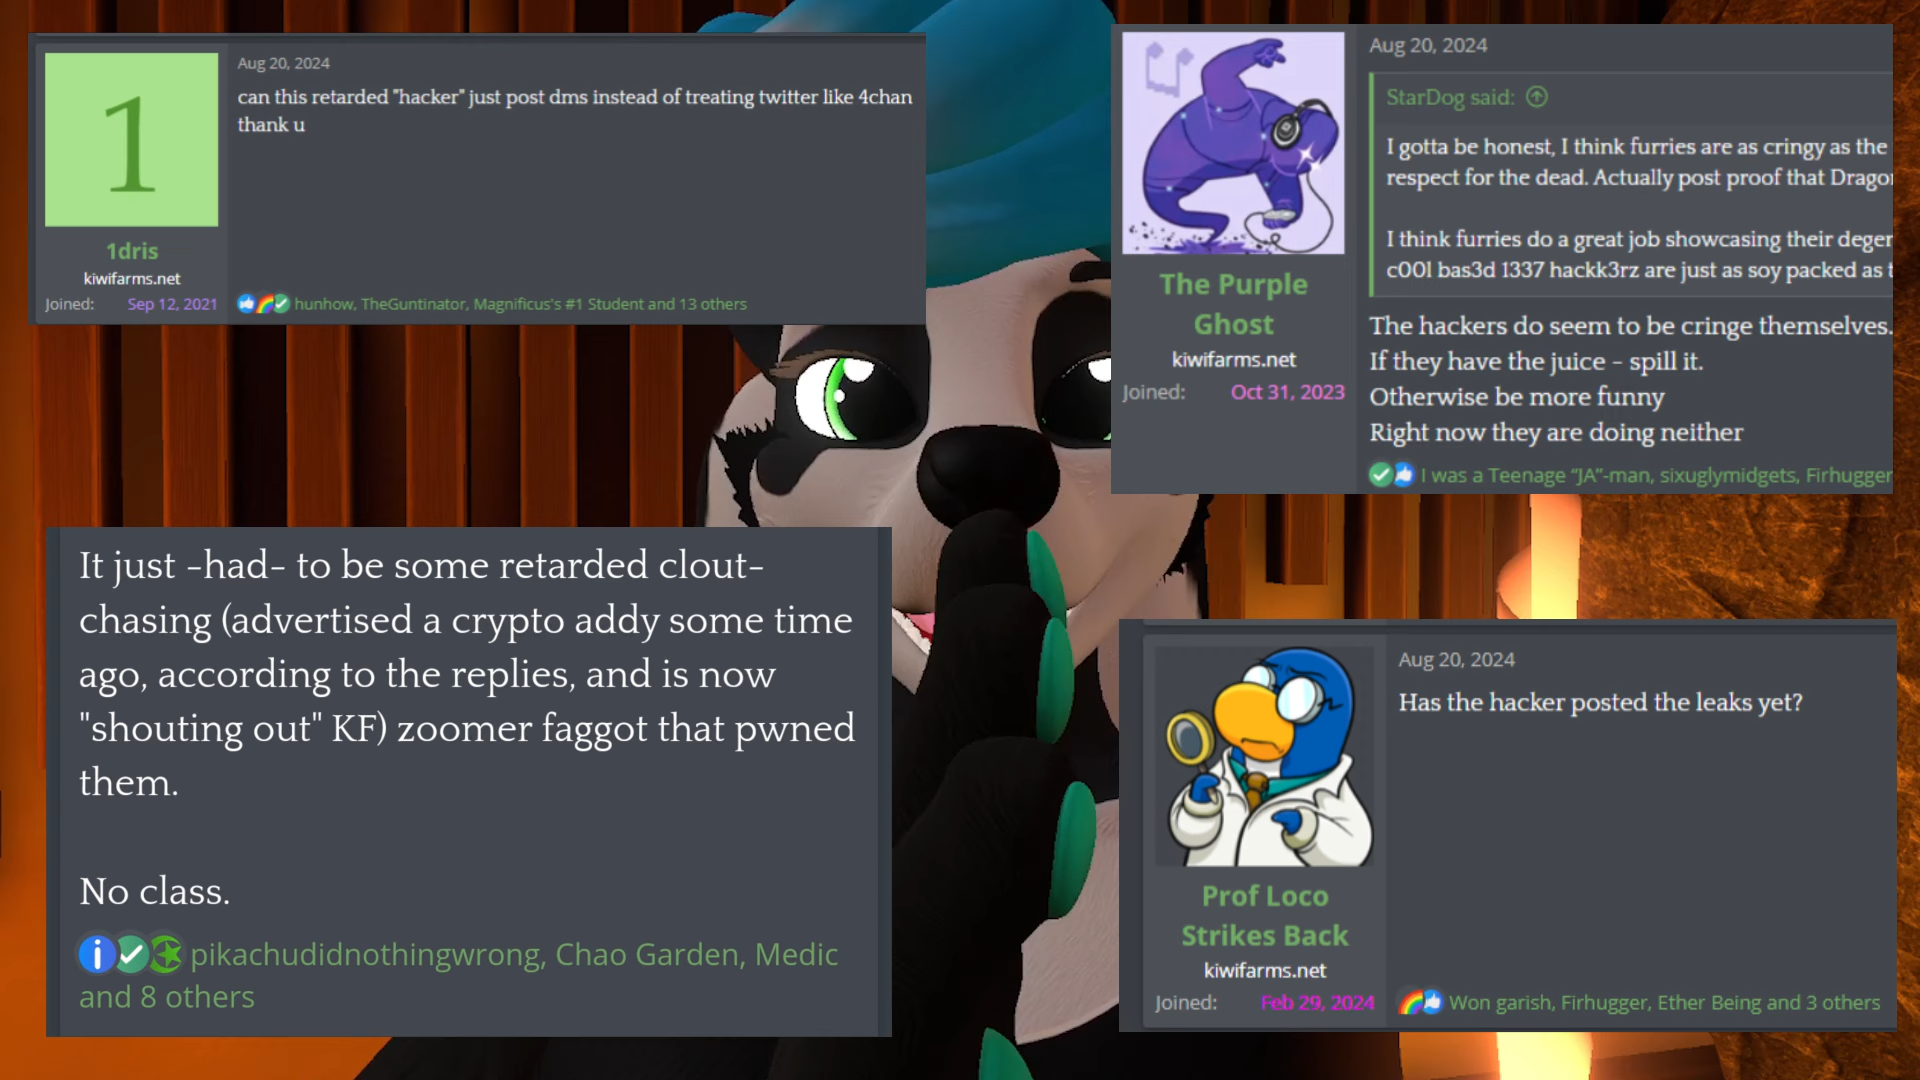 1
Aug 20, 2024
can this retarded "hacker" just post dms instead of treating twitter like 4chan
thank u
1dris
kiwifarms.net
Joined: Sep 12, 2021
hunhow, TheGuntinator, Magnificus's #1 Student and 13 others
Aug 20, 2024
StarDog said:
I gotta be honest, I think furries are as cringy as the
respect for the dead. Actually post proof that
I think furries do a great job showcasing their
c00l bas3d 1337 hackk3rz are just as soy packed as
The hackers do seem to be cringe themselves.
If they have the juice - spill it.
Otherwise be more funny
Right now they are doing neither
The Purple
Ghost
kiwifarms.net
Joined: Oct 31, 2023
I was a Teenage "JA"-man, sixuglymidgets, Firhugger
It just -had- to be some retarded clout-
chasing (advertised a crypto addy some time
ago, according to the replies, and is now
"shouting out" KF) zoomer faggot that pwned
them.
No class.
pikachudidnothingwrong, Chao Garden, Medic
and 8 others
Aug 20, 2024
Has the hacker posted the leaks yet?
Prof Loco
Strikes Back
kiwifarms.net
Joined: Feb 29, 2024
Won garish, Firhugger, Ether Being and 3 others